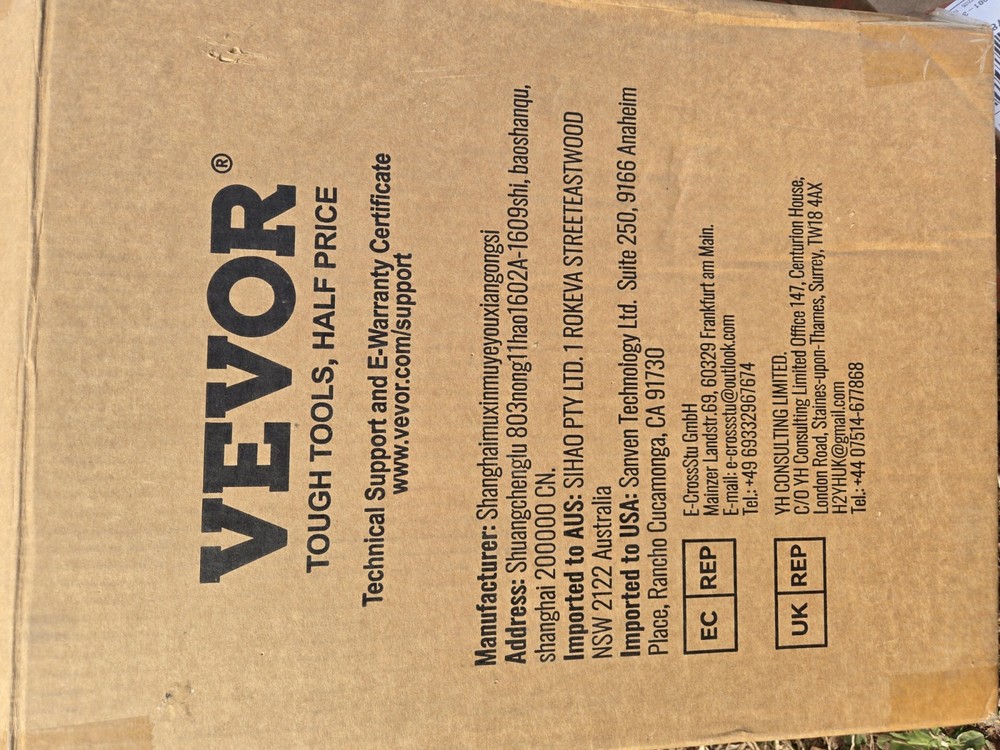 VEVOR®
TOUGH TOOLS, HALF PRICE
Technical Support and E-Warranty Certificate
www.vevor.com/support
Manufacturer: Shanghaimuxinmuyeyouxiangongsi
Address: Shuangchenglu 803nong11hao1602A-1609shi, baoshanqu,
shanghai 200000 CN.
Imported to AUS: SIHAO PTY LTD. 1 ROKEVA STREETEASTWOOD
NSW 2122 Australia
Imported to USA: Sanven Technology Ltd. Suite 250, 9166 Anaheim
Place, Rancho Cucamonga, CA 91730
EC REP
E-CrossStu GmbH
Mainzer Landstr.69, 60329 Frankfurt am Main.
E-mail: e-crossstu@outlook.com
Tel.: +49 69332967674
UK REP
YH CONSULTING LIMITED.
C/O YH Consulting Limited Office 147, Centurion House,
London Road, Staines-upon-Thames, Surrey, TW18 4AX
H2YHUK@gmail.com
Tel.: +44 07514-677868